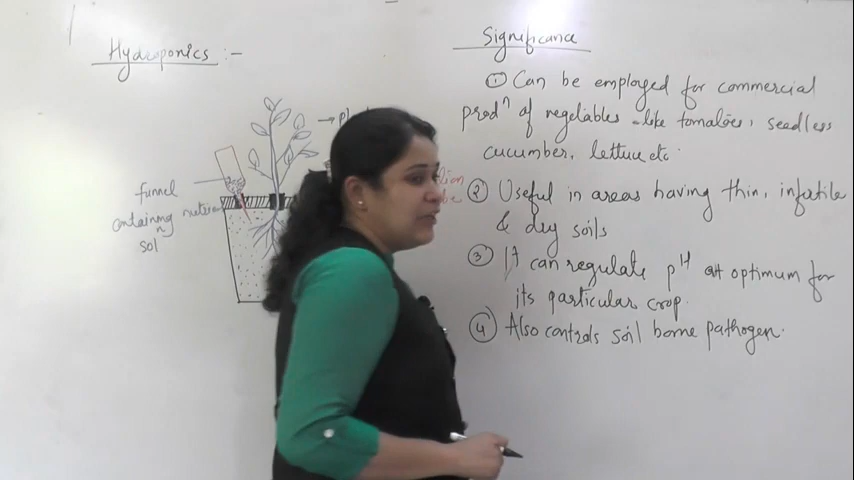 Hydroponics :-
funnel
containing nutrien
n
sol
Significance
① Can be employed for commercial
prodⁿ of vegetables like tomatoes, seedless
cucumber, lettuce etc.
② Useful in areas having thin, infertile
& dry soils
③ It can regulate pH at optimum for
its particular crop.
④ Also controls soil borne pathogen.